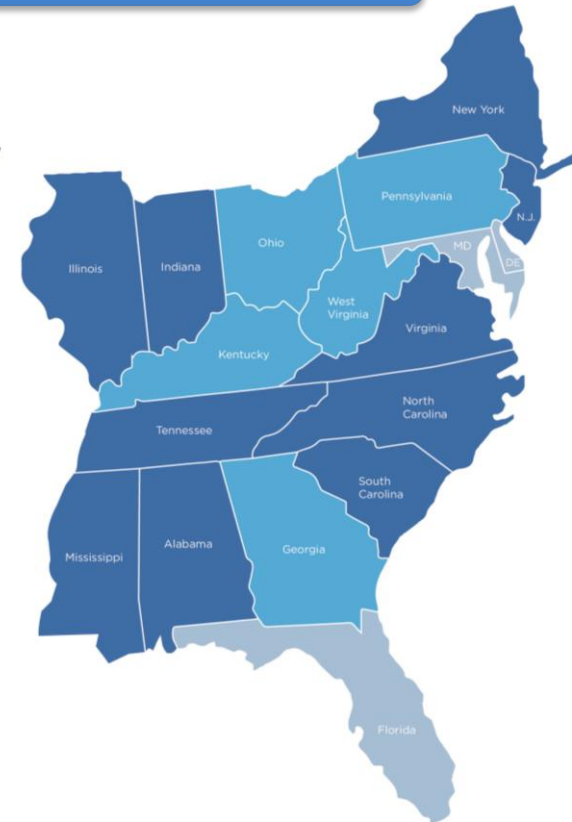 New York
Pennsylvania
N.J.
Ohio
MD
DE
Illinois
Indiana
West
Virginia
Virginia
Kentucky
North
Carolina
Tennessee
South
Carolina
Mississippi
Alabama
Georgia
Florida